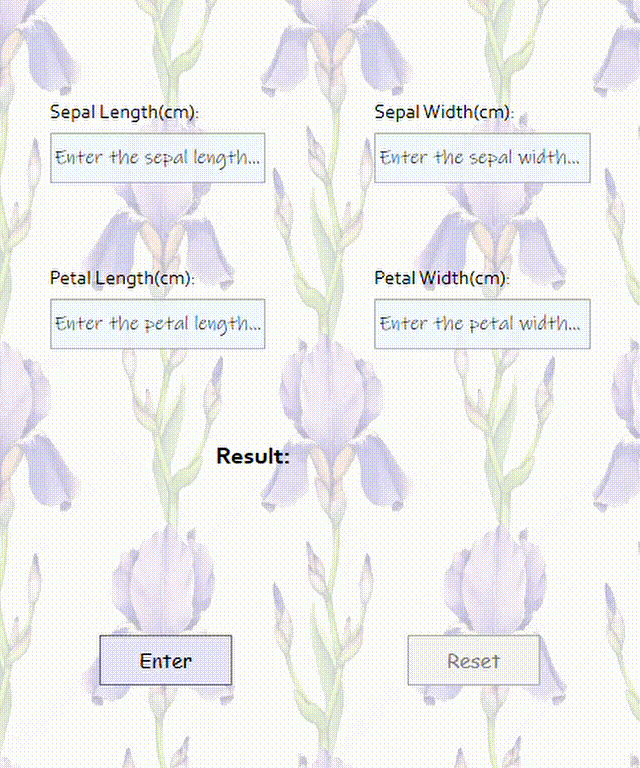 Sepal Length(cm):
Sepal Width(cm):
Enter the sepal length...
Enter the sepal width...
Petal Length(cm):
Petal Width(cm):
Enter the petal length...
Enter the petal width...
Result:
Enter
Reset